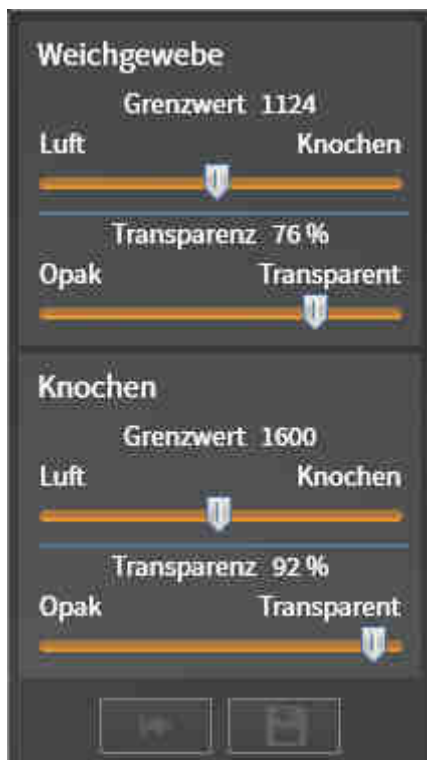 Weichgewebe
Grenzwert 1124
Luft Knochen
Transparenz 76 %
Opak Transparent
Knochen
Grenzwert 1600
Luft Knochen
Transparenz 92 %
Opak Transparent